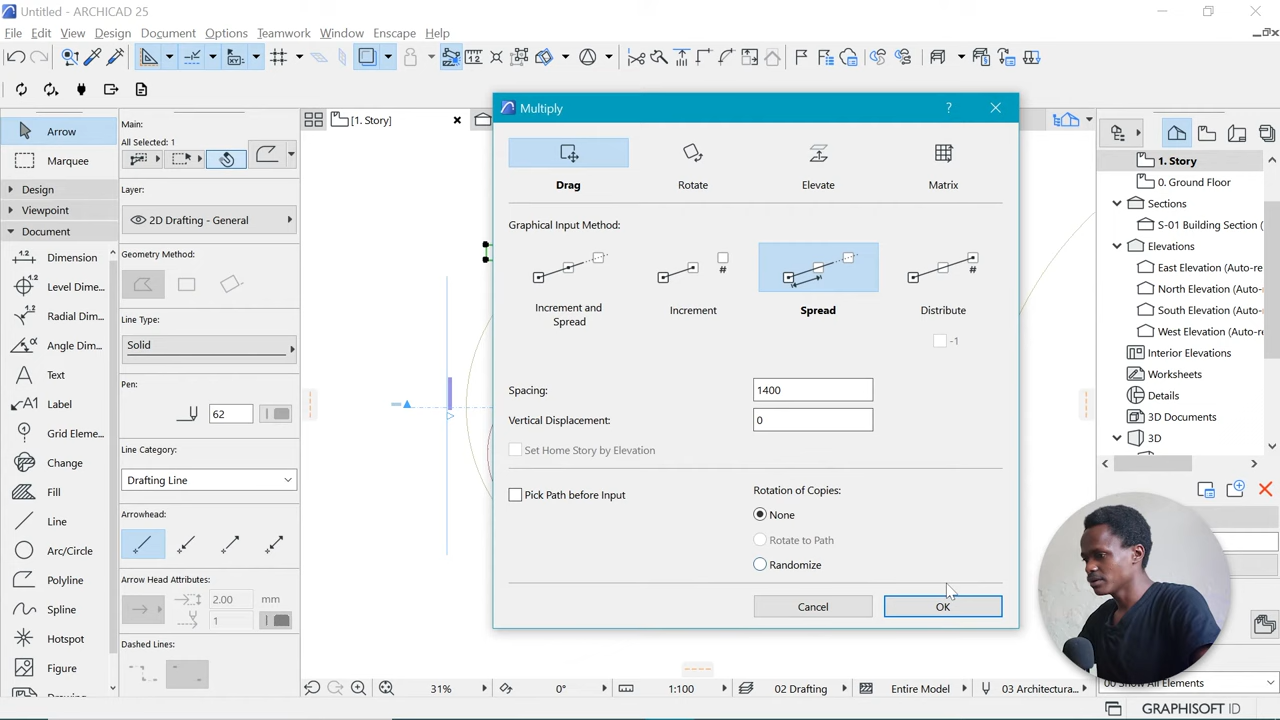 Untitled - ARCHICAD 25
File Edit View Design Document Options Teamwork Window Enscape Help
Main:
All Selected: 1
Layer:
2D Drafting - General
Geometry Method:
Line Type:
Solid
Pen:
62
Line Category:
Drafting Line
Arrowhead:
Arrow Head Attributes:
2.00 mm
1
Dashed Lines:
Arrow
Marquee
Design
Viewpoint
Document
Dimension
Level Dime...
Radial Dim...
Angle Dim...
Text
A1 Label
Grid Eleme...
Change
Fill
Line
Arc/Circle
Polyline
Spline
Hotspot
Figure
[1. Story]
Multiply
?
Drag
Rotate
Elevate
Matrix
Graphical Input Method:
Increment and Spread
# Increment
Spread
# Distribute
-1
Spacing: 1400
Vertical Displacement: 0
Set Home Story by Elevation
Pick Path before Input
Rotation of Copies:
None
Rotate to Path
Randomize
Cancel
OK
1. Story
0. Ground Floor
Sections
S-01 Building Section (
Elevations
East Elevation (Auto-re
North Elevation (Auto-
South Elevation (Auto-
West Elevation (Auto-r
Interior Elevations
Worksheets
Details
3D Documents
3D
31%
0°
1:100
02 Drafting
Entire Model
03 Architectura...
GRAPHISOFT ID